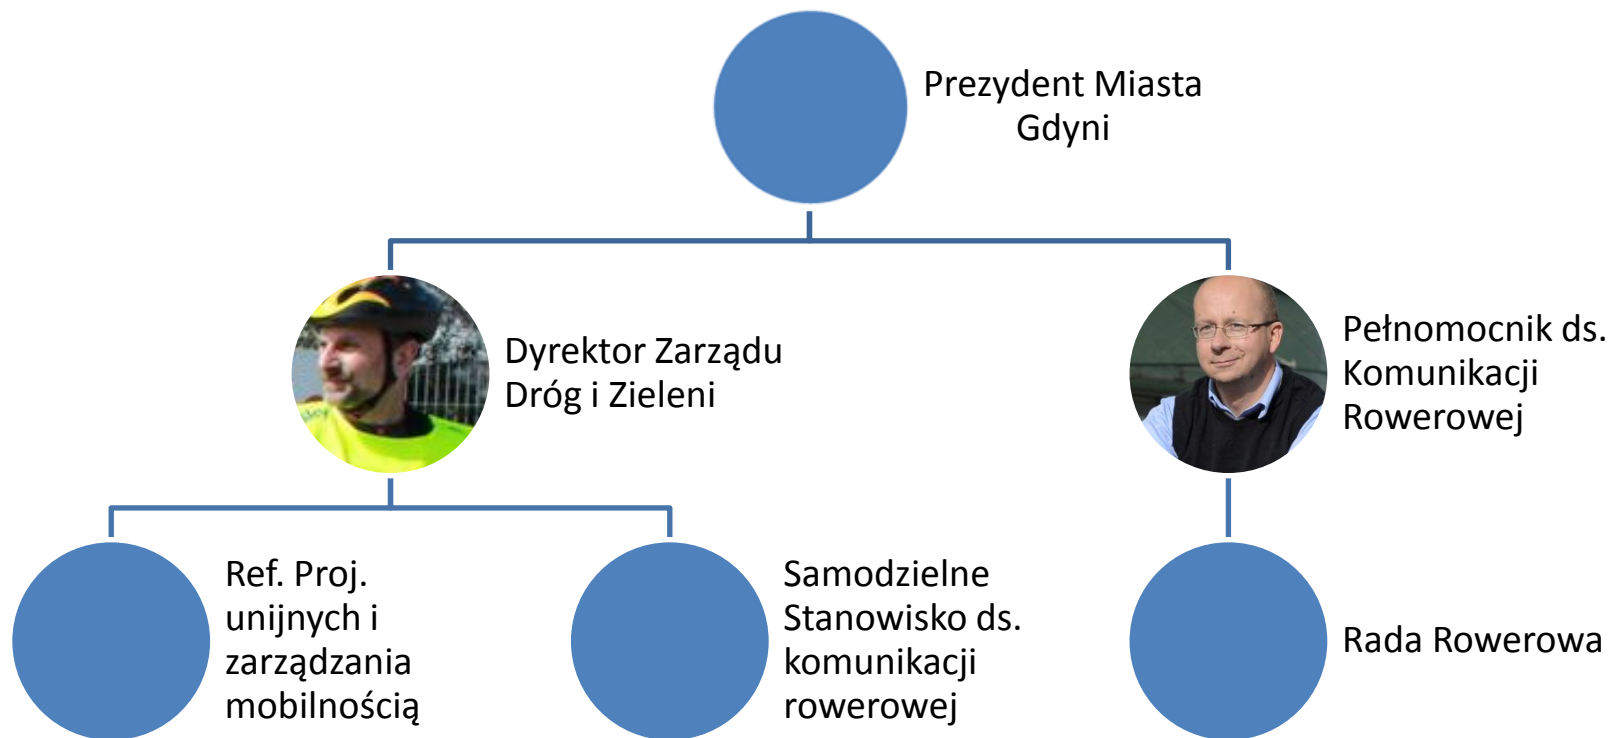 Prezydent Miasta
Gdyni
Dyrektor Zarządu
Dróg i Zieleni
Pełnomocnik ds.
Komunikacji
Rowerowej
Ref. Proj.
unijnych i
zarządzania
mobilnością
Samodzielne
Stanowisko ds.
komunikacji
rowerowej
Rada Rowerowa